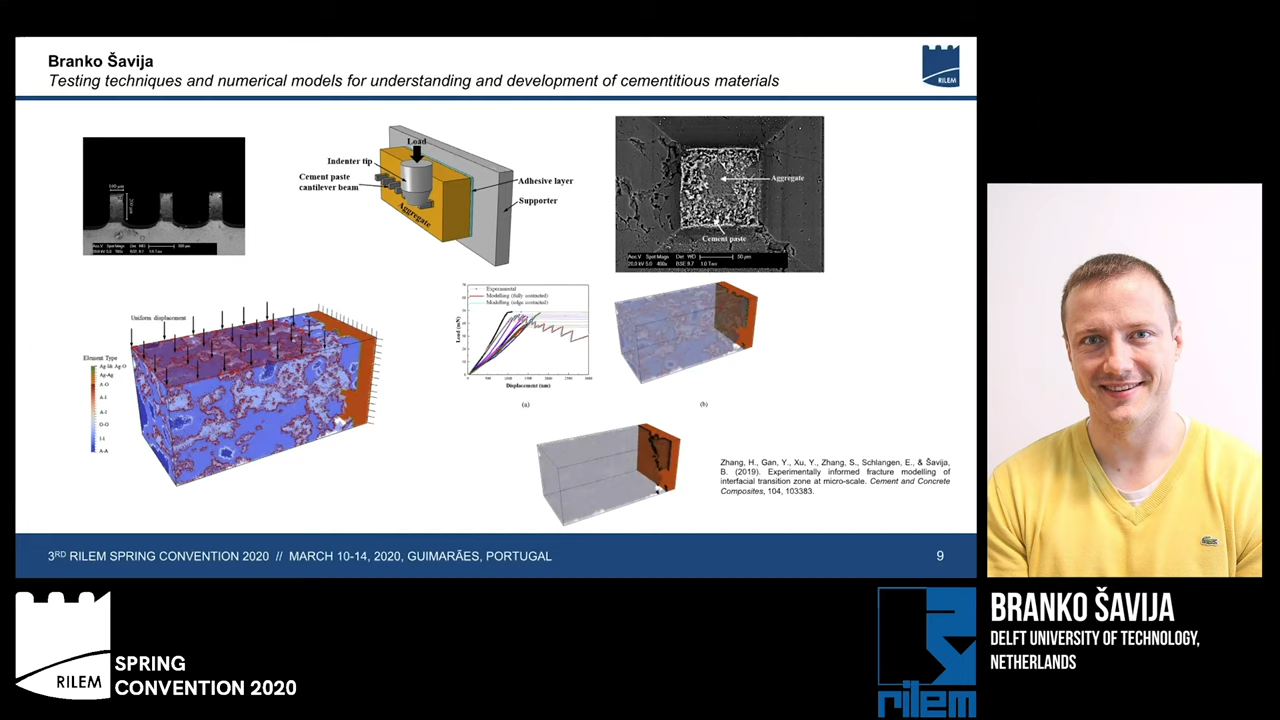 Branko Šavija
Testing techniques and numerical models for understanding and development of cementitious materials
RILEM
Load
Indenter tip
Cement paste
cantilever beam
Aggregate
Adhesive layer
Supporter
Aggregate
Cement paste
Uniform displacement
Element Type
Ag-Ag
A-O
A-I
O-O
I-I
A-A
Experimental
Modelling (fully contacted)
Modelling (edge contacted)
Load (mN)
Displacement (nm)
(a)
(b)
Zhang, H., Gan, Y., Xu, Y., Zhang, S., Schlangen, E., & Šavija,
B. (2019). Experimentally informed fracture modelling of
interfacial transition zone at micro-scale. Cement and Concrete
Composites, 104, 103383.
3RD RILEM SPRING CONVENTION 2020 // MARCH 10-14, 2020, GUIMARÃES, PORTUGAL
9
BRANKO ŠAVIJA
DELFT UNIVERSITY OF TECHNOLOGY,
NETHERLANDS
RILEM
SPRING
CONVENTION 2020
rilem